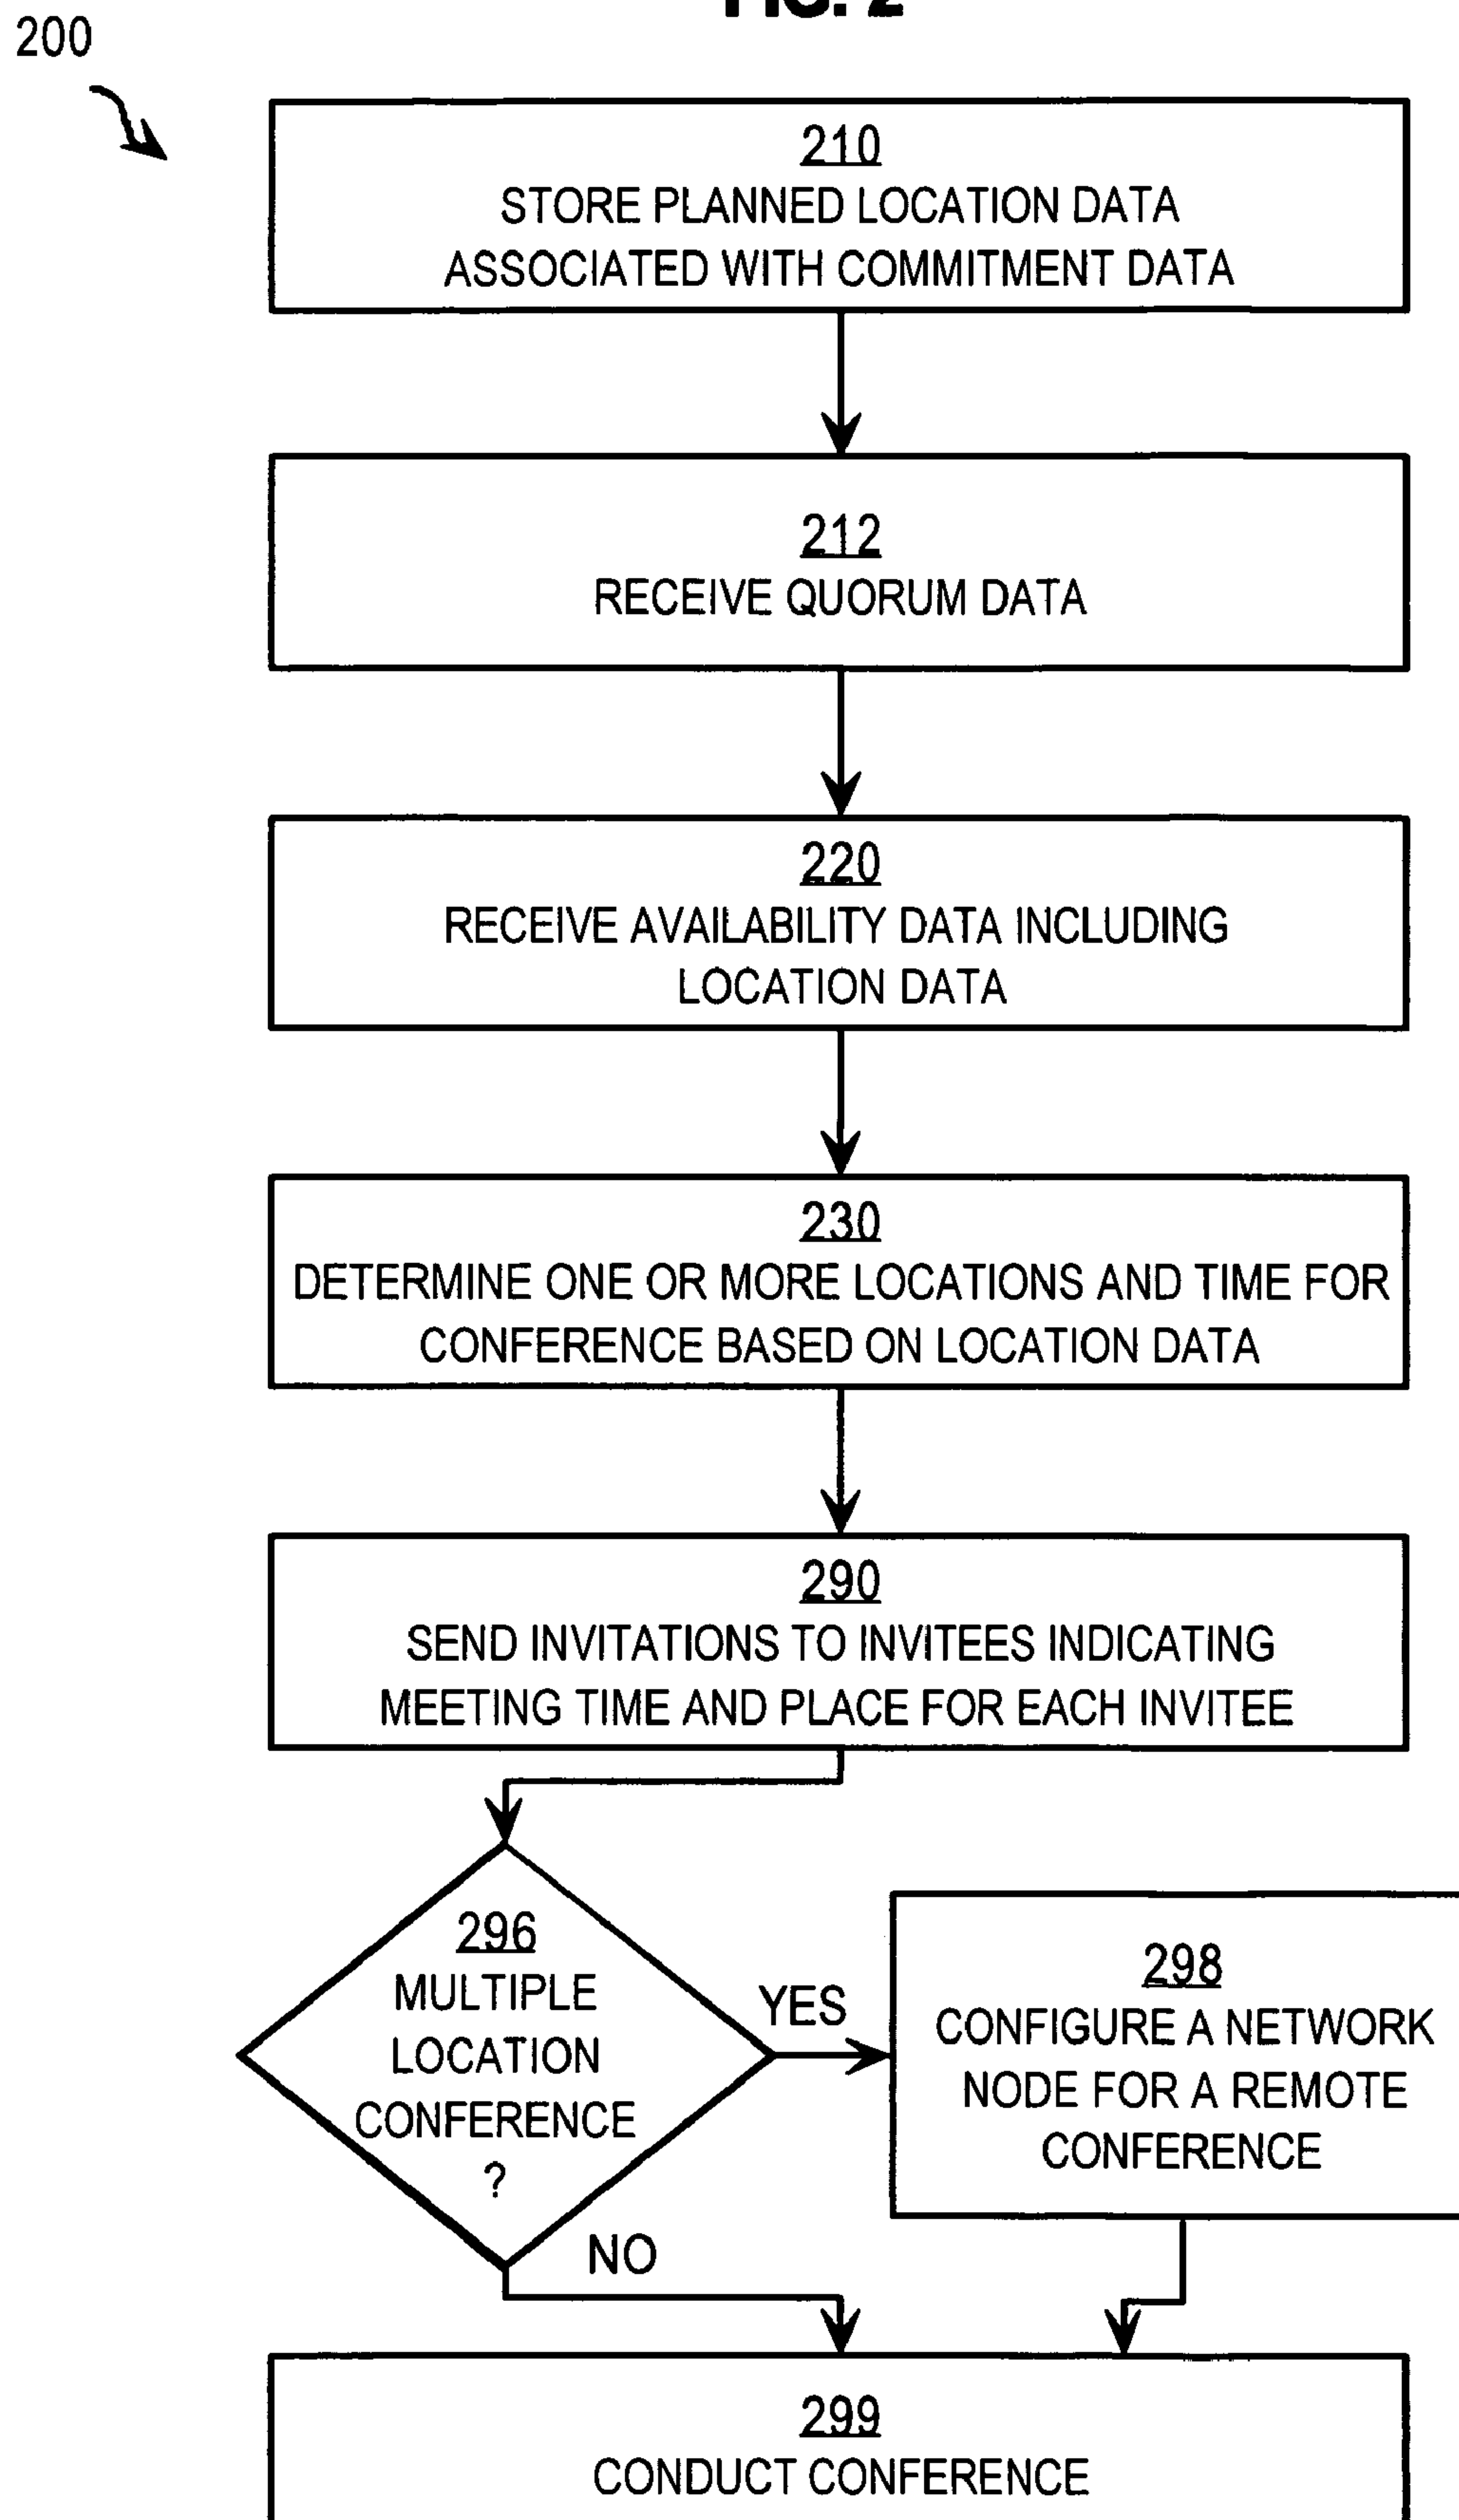 FIG. 2
200
210
STORE PLANNED LOCATION DATA
ASSOCIATED WITH COMMITMENT DATA
212
RECEIVE QUORUM DATA
220
RECEIVE AVAILABILITY DATA INCLUDING
LOCATION DATA
230
DETERMINE ONE OR MORE LOCATIONS AND TIME FOR
CONFERENCE BASED ON LOCATION DATA
290
SEND INVITATIONS TO INVITEES INDICATING
MEETING TIME AND PLACE FOR EACH INVITEE
296
MULTIPLE
LOCATION
CONFERENCE
?
YES
298
CONFIGURE A NETWORK
NODE FOR A REMOTE
CONFERENCE
NO
299
CONDUCT CONFERENCE